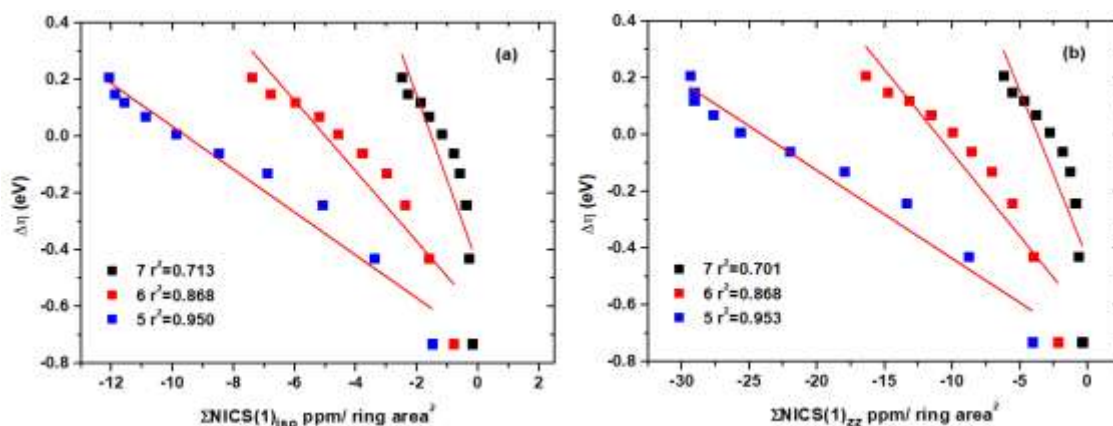 0.4
0.2
0.0
-0.2
-0.4
-0.6
-0.8
Δη (eV)
(a)
7 r²=0.713
6 r²=0.868
5 r²=0.950
-12 -10 -8 -6 -4 -2 0 2
ΣNICS(1)iso ppm/ ring area²
0.4
0.2
0.0
-0.2
-0.4
-0.6
-0.8
Δη (eV)
(b)
7 r²=0.701
6 r²=0.868
5 r²=0.953
-30 -25 -20 -15 -10 -5 0
ΣNICS(1)zz ppm/ ring area²